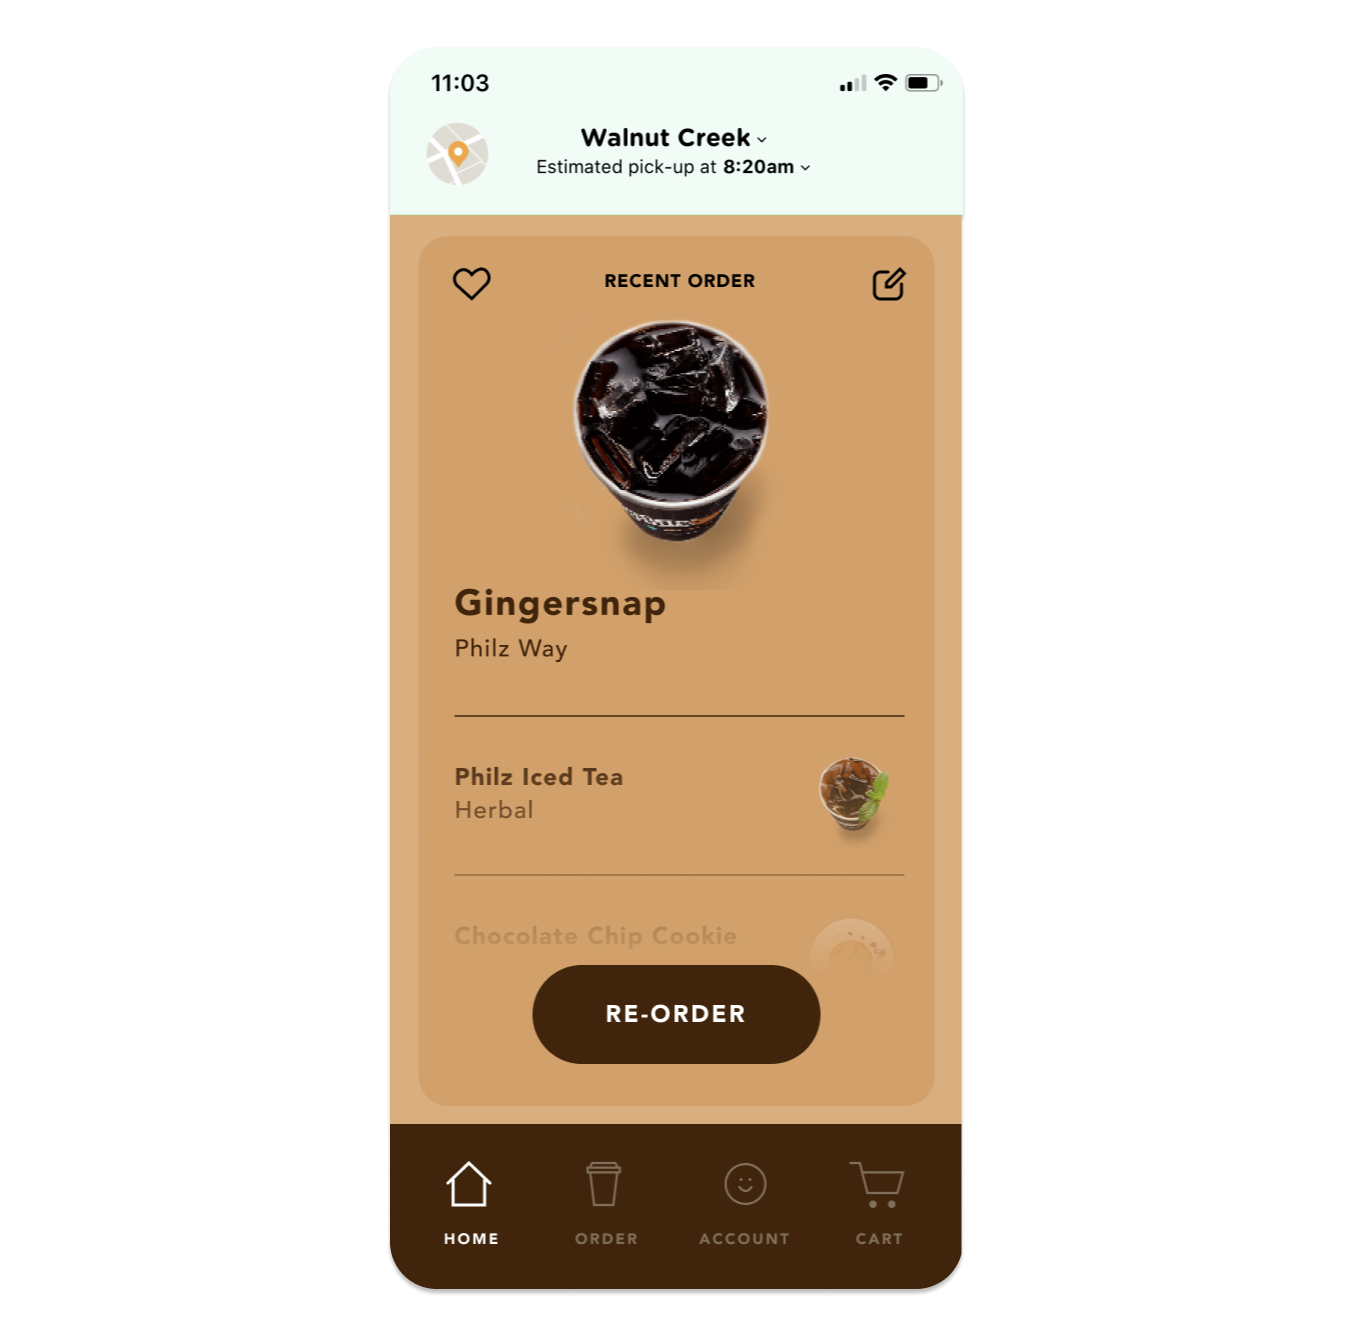 11:03
Walnut Creek
Estimated pick-up at 8:20am
RECENT ORDER
Gingersnap
Philz Way
Philz Iced Tea
Herbal
Chocolate Chip Cookie
RE-ORDER
HOME ORDER ACCOUNT CART